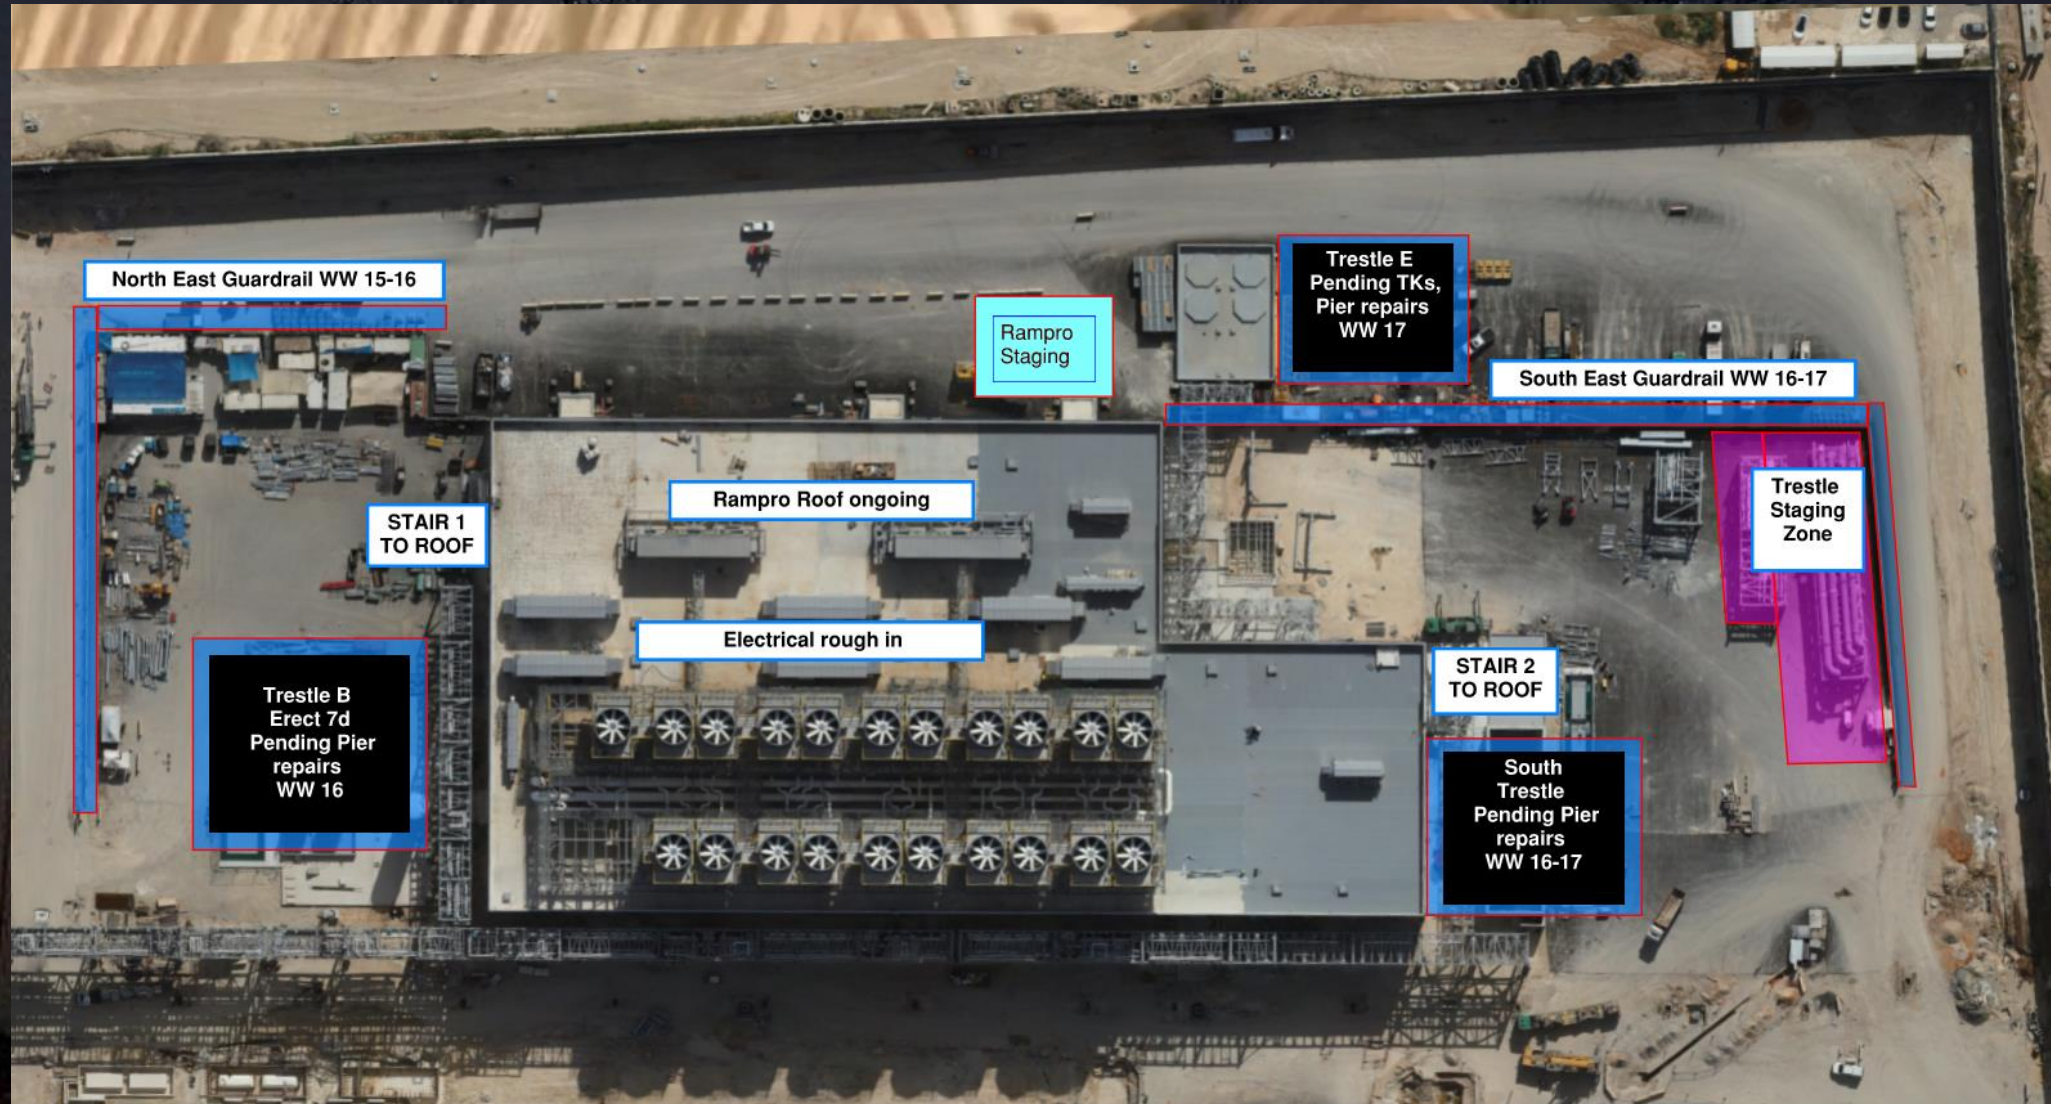 North East Guardrail WW 15-16
Trestle E
Pending TKs,
Pier repairs
WW 17
Rampro
Staging
South East Guardrail WW 16-17
Rampro Roof ongoing
Trestle
Staging
Zone
STAIR 1
TO ROOF
Electrical rough in
STAIR 2
TO ROOF
Trestle B
Erect 7d
Pending Pier
repairs
WW 16
South
Trestle
Pending Pier
repairs
WW 16-17